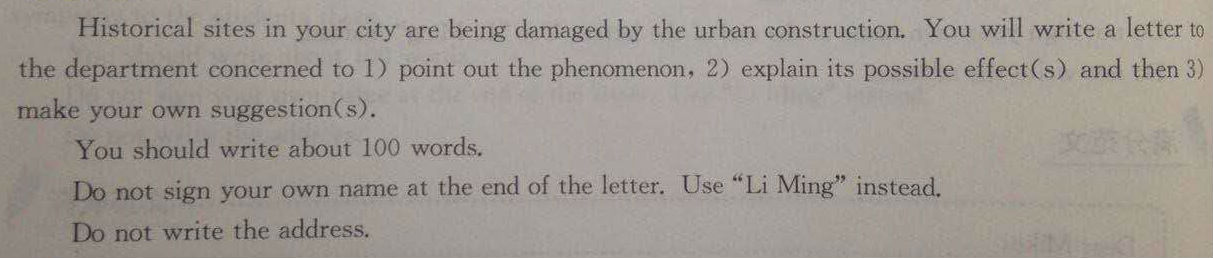 Historical sites in your city are being damaged by the urban construction. You will write a letter to
the department concerned to 1) point out the phenomenon, 2) explain its possible effect(s) and then 3)
make your own suggestion(s).
You should write about 100 words.
Do not sign your own name at the end of the letter. Use “Li Ming” instead.
Do not write the address.